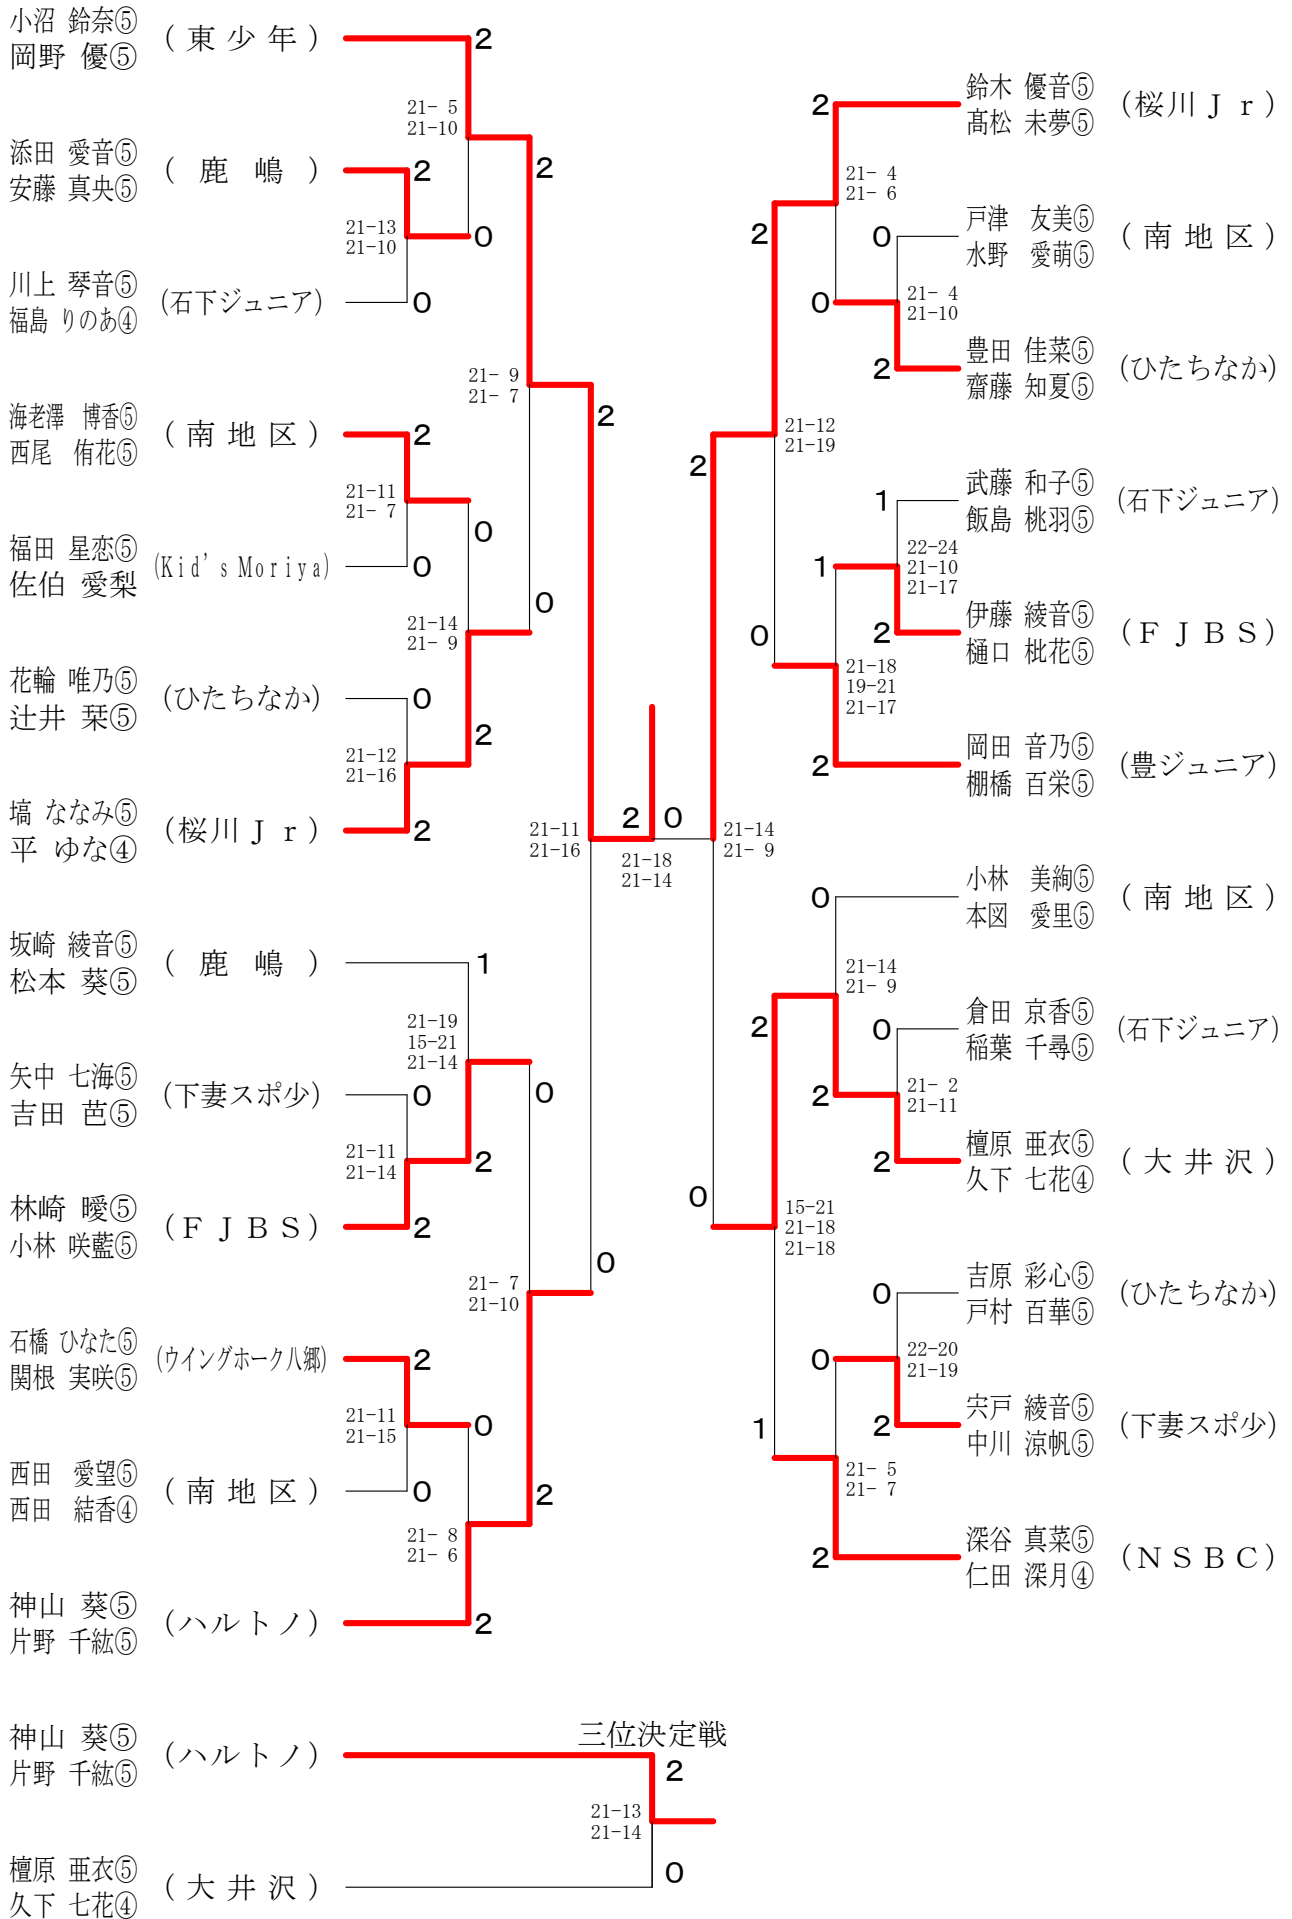 小沼 鈴奈⑤
岡野 優⑤
(東少年)
2
21- 5
21-10
添田 愛音⑤
安藤 真央⑤
(鹿嶋)
2
2
21-13
21-10
0
川上 琴音⑤
福島 りのあ④
(石下ジュニア)
0
21- 9
21- 7
海老澤 博香⑤
西尾 侑花⑤
(南地区)
2
2
21-11
21- 7
0
福田 星恋⑤
佐伯 愛梨
(Kid's Moriya)
0
0
21-14
21- 9
花輪 唯乃⑤
辻井 栞⑤
(ひたちなか)
0
2
21-12
21-16
塙 ななみ⑤
平 ゆな④
(桜川Jr)
2
21-11
21-16
坂崎 綾音⑤
松本 葵⑤
(鹿嶋)
1
21-19
15-21
21-14
矢中 七海⑤
吉田 芭⑤
(下妻スポ少)
0
0
21-11
21-14
2
林崎 曖⑤
小林 咲藍⑤
(FJBS)
2
0
21- 7
21-10
石橋 ひなた⑤
関根 実咲⑤
(ウイングホーク八郷)
2
21-11
21-15
0
西田 愛望⑤
西田 結香④
(南地区)
0
2
21- 8
21- 6
神山 葵⑤
片野 千紘⑤
(ハルトノ)
2
2
0
21-18
21-14
2
鈴木 優音⑤
髙松 未夢⑤
(桜川Jr)
21- 4
21- 6
2
0
戸津 友美⑤
水野 愛萌⑤
(南地区)
0
21- 4
21-10
2
豊田 佳菜⑤
齋藤 知夏⑤
(ひたちなか)
21-12
21-19
2
1
武藤 和子⑤
飯島 桃羽⑤
(石下ジュニア)
1
22-24
21-10
21-17
2
伊藤 綾音⑤
樋口 枇花⑤
(FJBS)
0
21-18
19-21
21-17
2
岡田 音乃⑤
棚橋 百栄⑤
(豊ジュニア)
21-14
21- 9
0
小林 美絢⑤
本図 愛里⑤
(南地区)
21-14
21- 9
2
0
倉田 京香⑤
稲葉 千尋⑤
(石下ジュニア)
2
21- 2
21-11
2
檀原 亜衣⑤
久下 七花④
(大井沢)
0
15-21
21-18
21-18
0
吉原 彩心⑤
戸村 百華⑤
(ひたちなか)
0
22-20
21-19
1
2
宍戸 綾音⑤
中川 涼帆⑤
(下妻スポ少)
21- 5
21- 7
2
深谷 真菜⑤
仁田 深月④
(NSBC)
三位決定戦
神山 葵⑤
片野 千紘⑤
(ハルトノ)
2
21-13
21-14
檀原 亜衣⑤
久下 七花④
(大井沢)
0